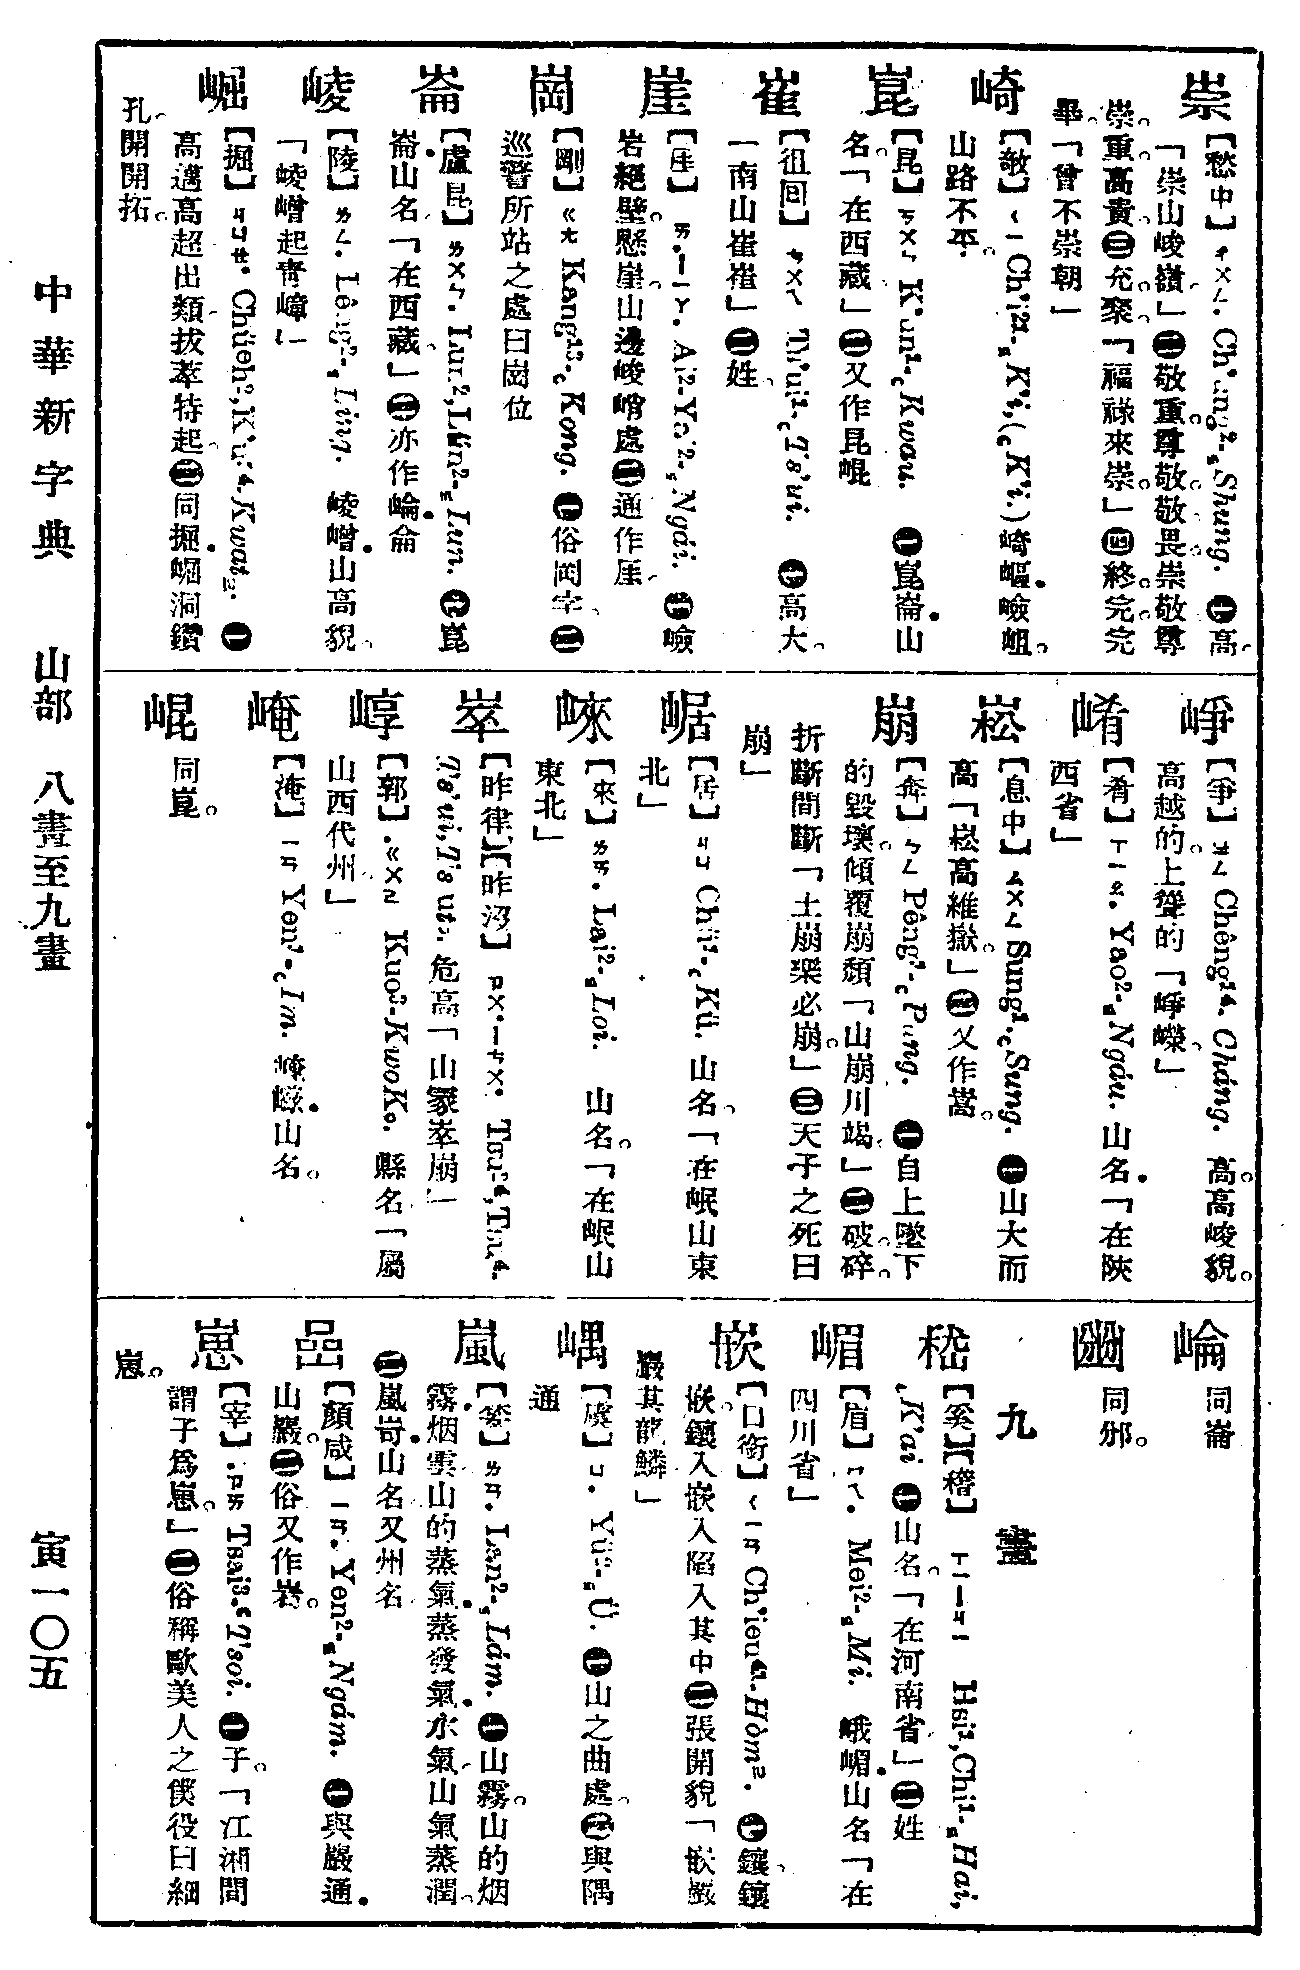 中華新字典 山部 八畫至九畫 寅一〇五
崇
【愁中】ㄔㄨㄥ. Ch'ung²-Shung. ㊀高。
「崇山峻嶺」㊁敬重尊敬敬畏崇敬尊
崇。重高貴㊂充。聚。「福祿來崇」㊃終。完。完
畢。「曾不崇朝」
崎
【敧】ㄑㄧ Ch'i²¹-K'i,(K'i.)崎嶇嶮岨。
山路不平.
崑
【昆】ㄎㄨㄣ K'un¹-Kwan. ㊀崑崙山
名。「在西藏」㊁又作昆崐
崔
【徂回】ㄘㄨㄟ Ts'ui¹-Ts'ui. ㊀高大。
「南山崔崔」㊁姓。
崖
【厓】ㄞ.ㄧㄚ. Ai²-Ya²-Ngái. ㊀嶮
岩絕壁。懸崖。山邊峻峭處㊁通作厓。
崗
【剛】ㄍㄤ Kang¹³-Kong. ㊀俗岡字。㊁
巡警所站之處曰崗位
崙
【盧昆】ㄌㄨㄣ. Lun²,Lün²-Lun. ㊀崑
崙山名「在西藏」㊁亦作崘侖
崚
【陵】ㄌㄥ. Lêng²-Ling. 崚嶒山高貌。
「崚嶒起青嶂」
崛
【掘】ㄐㄩㄝ. Chüeh²,K'u⁴-Kwat. ㊀
高邁高超出類拔萃特起。㊁同掘崛洞鑽
孔。開開拓。
崢
【爭】ㄓㄥ Chêng¹⁴. Cháng. 高。高峻貌。
高越的。上聳的「崢嶸」
崤
【肴】ㄒㄧㄠ. Yao²-Ngáu. 山名.「在陝
西省」
崧
【息中】ㄙㄨㄥ Sung¹-Sung. ㊀山大而
高「崧高維嶽」㊁又作嵩。
崩
【奔】ㄅㄥ Pêng¹-Pang. ㊀自上墜下
的毀壞。傾覆崩頹「山崩川竭」㊁破。碎。
折斷間斷「土崩樂必崩」㊂天子之死曰
崩」
崌
【居】ㄐㄩ Chü¹-Kü. 山名。「在岷山東
北」
崍
【來】ㄌㄞ. Lai²-Loi. 山名。「在岷山
東北」
崒
【昨律】【昨沒】ㄗㄨ.ㄧㄘㄨ. Tsu²⁴,Tsu⁴.
危高「山冢崒崩」
崞
【郭】.ㄍㄨㄛ Kuo²-Kwok. 縣名「屬
山西代州」
崦
【淹】ㄧㄢ Yen¹-Im. 崦嵫山名。
崐
同崑。
崘
同崙
豳
同邠。
九畫
嵇
【奚】【稽】ㄒㄧㄐㄧ Hsi²,Chi¹-Hai,
K'ai ㊀山名。「在河南省」㊁姓
嵋
【眉】ㄇㄟ. Mei²-Mi. 峨嵋山名「在
四川省」
嵌
【口銜】ㄑㄧㄢ Ch'ien⁴¹-Hòm. ㊀鑲。鑲
嵌鑲入嵌入陷入其中㊁張開貌「嵌巖
巖其龍鱗」
嵎
【虞】ㄩ. Yü²-Ü. ㊀山之曲處。㊁與隅
通
嵐
【婪】ㄌㄢ. Lan²-Lám. ㊀山霧。山的烟
霧.烟雲山的蒸氣蒸發氣水氣山氣蒸潤。
㊁嵐岢山名又州名
嵒
【顏咸】ㄧㄢ. Yen²-Ngám. ㊀與巖通.
山巖。㊁俗又作嵓。
崽
【宰】.ㄗㄞ Tsai³-Tsoi. ㊀子。「江湘間
謂子爲崽。」㊁俗稱歐美人之僕役曰細
崽。